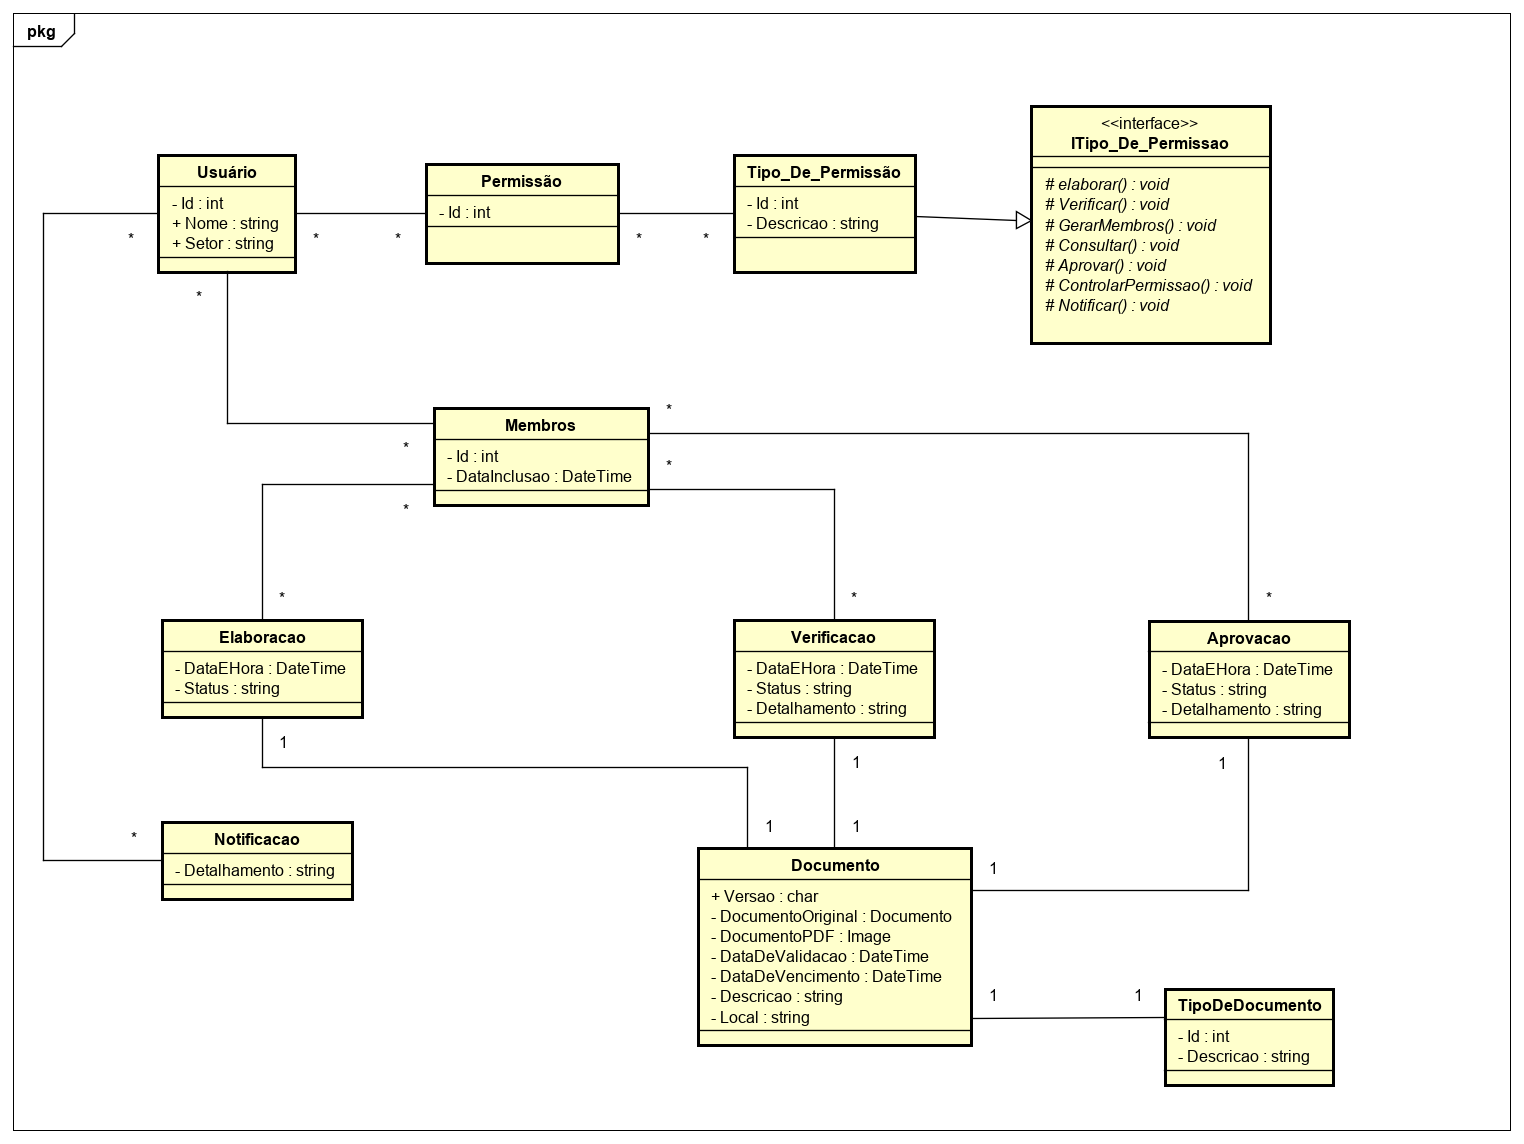 pkg
<<interface>>
ITipo_De_Permissao
# elaborar() : void
# Verificar() : void
# GerarMembros() : void
# Consultar() : void
# Aprovar() : void
# ControlarPermissao() : void
# Notificar() : void
Usuário
- Id : int
+ Nome : string
+ Setor : string
Permissão
- Id : int
Tipo_De_Permissão
- Id : int
- Descricao : string
* * * * * *
*
Membros
- Id : int
- DataInclusao : DateTime
*
*
*
*
* * *
Elaboracao
- DataEHora : DateTime
- Status : string
Verificacao
- DataEHora : DateTime
- Status : string
- Detalhamento : string
Aprovacao
- DataEHora : DateTime
- Status : string
- Detalhamento : string
1
1 1
1 1
*
Notificacao
- Detalhamento : string
1
Documento
+ Versao : char
- DocumentoOriginal : Documento
- DocumentoPDF : Image
- DataDeValidacao : DateTime
- DataDeVencimento : DateTime
- Descricao : string
- Local : string
1 1
TipoDeDocumento
- Id : int
- Descricao : string